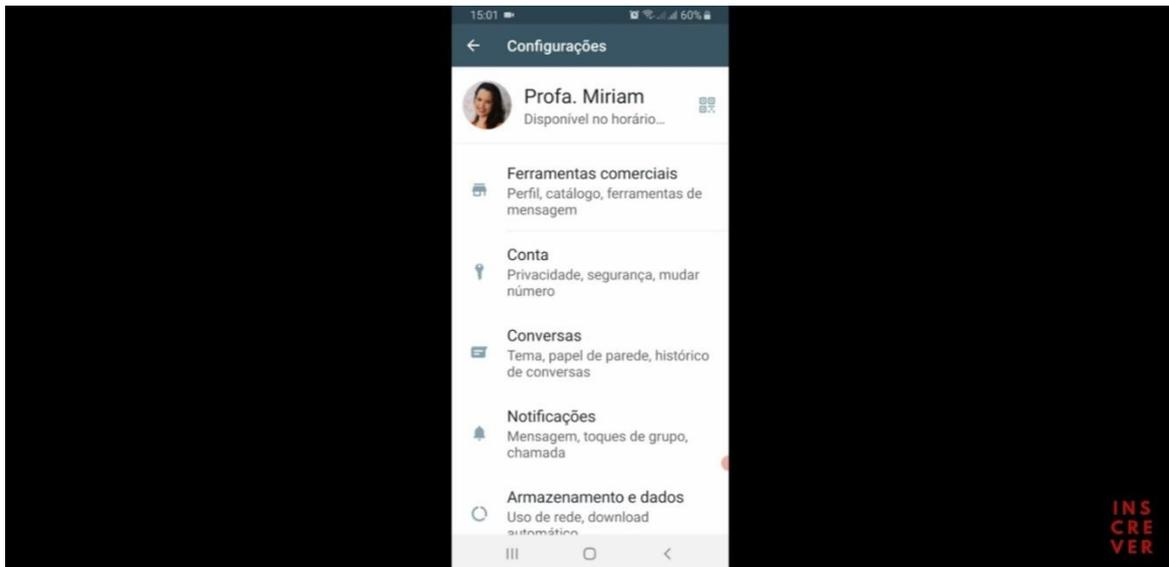 15:01 60%
Configurações
Profa. Miriam
Disponível no horário...
Ferramentas comerciais
Perfil, catálogo, ferramentas de
mensagem
Conta
Privacidade, segurança, mudar
número
Conversas
Tema, papel de parede, histórico
de conversas
Notificações
Mensagem, toques de grupo,
chamada
Armazenamento e dados
Uso de rede, download
automático
INS
CRE
VER